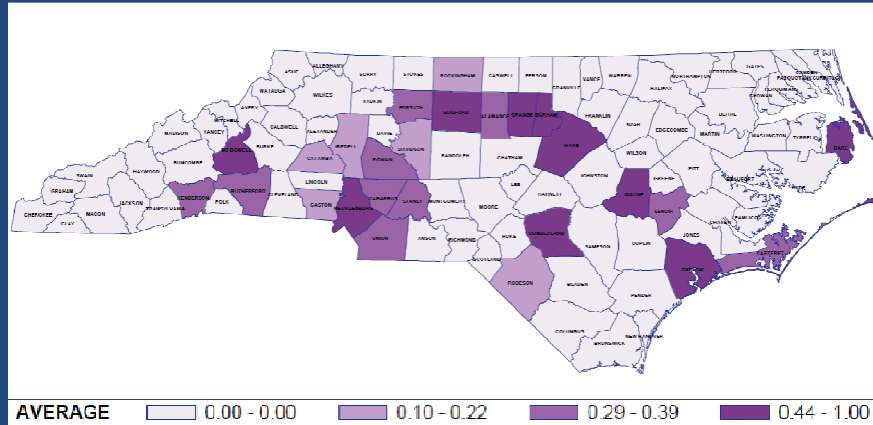 ASHE
ALLEGHANY
SURRY
STOKES
ROCKINGHAM
CASWELL
PERSON
GRANVILLE
VANCE
WARREN
NORTHAMPTON
HERTFORD
GATES
CAMDEN
PASQUOTANK
CURRITUCK
PERQUIMANS
CHOWAN
HALIFAX
WATAUGA
WILKES
YADKIN
FORSYTH
GUILFORD
ALAMANCE
ORANGE
DURHAM
FRANKLIN
AVERY
MITCHELL
CALDWELL
ALEXANDER
IREDELL
DAVIE
DAVIDSON
RANDOLPH
CHATHAM
WAKE
NASH
EDGECOMBE
MARTIN
WASHINGTON
TYRRELL
DARE
MADISON
YANCEY
MC DOWELL
BURKE
CATAWBA
ROWAN
WILSON
PITT
BEAUFORT
HYDE
SWAIN
HAYWOOD
BUNCOMBE
RUTHERFORD
CLEVELAND
LINCOLN
LEE
HARNETT
JOHNSTON
GREENE
WAYNE
GRAHAM
JACKSON
TRANSYLVANIA
HENDERSON
POLK
GASTON
MECKLENBURG
CABARRUS
STANLY
MONTGOMERY
MOORE
LENOIR
CRAVEN
PAMLICO
CHEROKEE
MACON
CLAY
UNION
ANSON
RICHMOND
HOKE
CUMBERLAND
SAMPSON
DUPLIN
JONES
CARTERET
SCOTLAND
ROBESON
BLADEN
PENDER
ONSLOW
COLUMBUS
BRUNSWICK
NEW HANOVER
AVERAGE 0.00 - 0.00 0.10 - 0.22 0.29 - 0.39 0.44 - 1.00